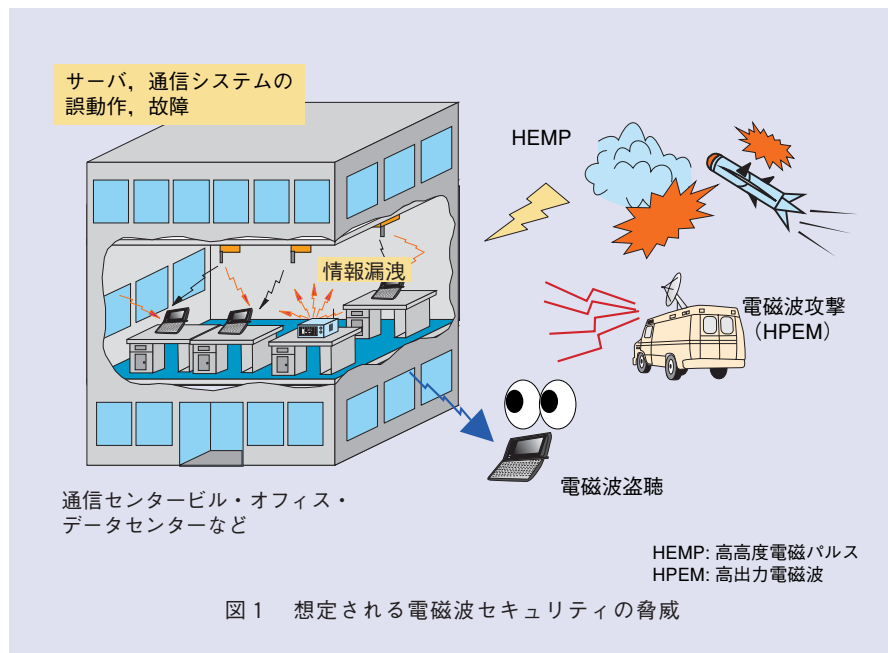 サーバ，通信システムの
誤動作，故障
HEMP
情報漏洩
電磁波攻撃
（HPEM）
電磁波盗聴
通信センタービル・オフィス・
データセンターなど
HEMP: 高高度電磁パルス
HPEM: 高出力電磁波
図1　想定される電磁波セキュリティの脅威